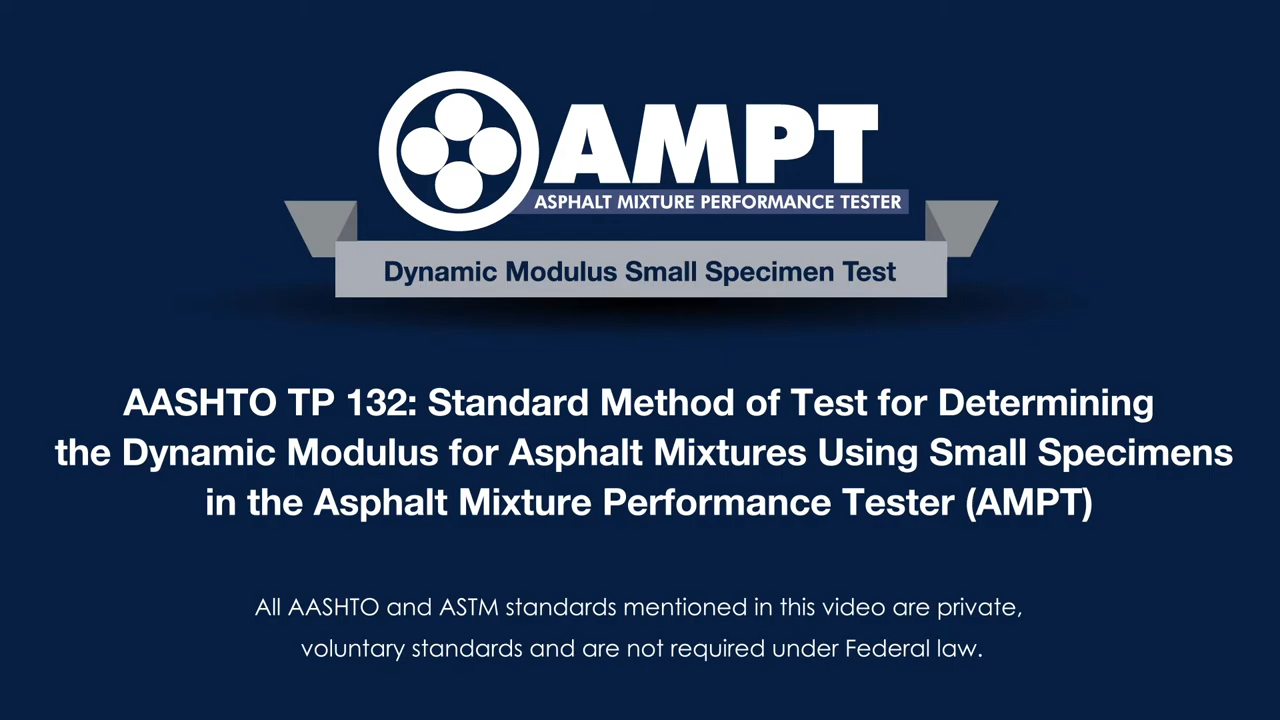 AMPT
ASPHALT MIXTURE PERFORMANCE TESTER
Dynamic Modulus Small Specimen Test
AASHTO TP 132: Standard Method of Test for Determining
the Dynamic Modulus for Asphalt Mixtures Using Small Specimens
in the Asphalt Mixture Performance Tester (AMPT)
All AASHTO and ASTM standards mentioned in this video are private,
voluntary standards and are not required under Federal law.